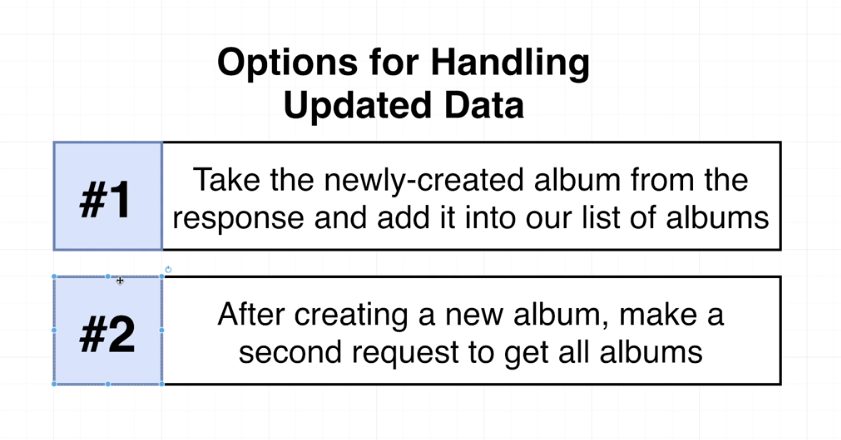 Options for Handling
Updated Data
#1
Take the newly-created album from the
response and add it into our list of albums
#2
After creating a new album, make a
second request to get all albums